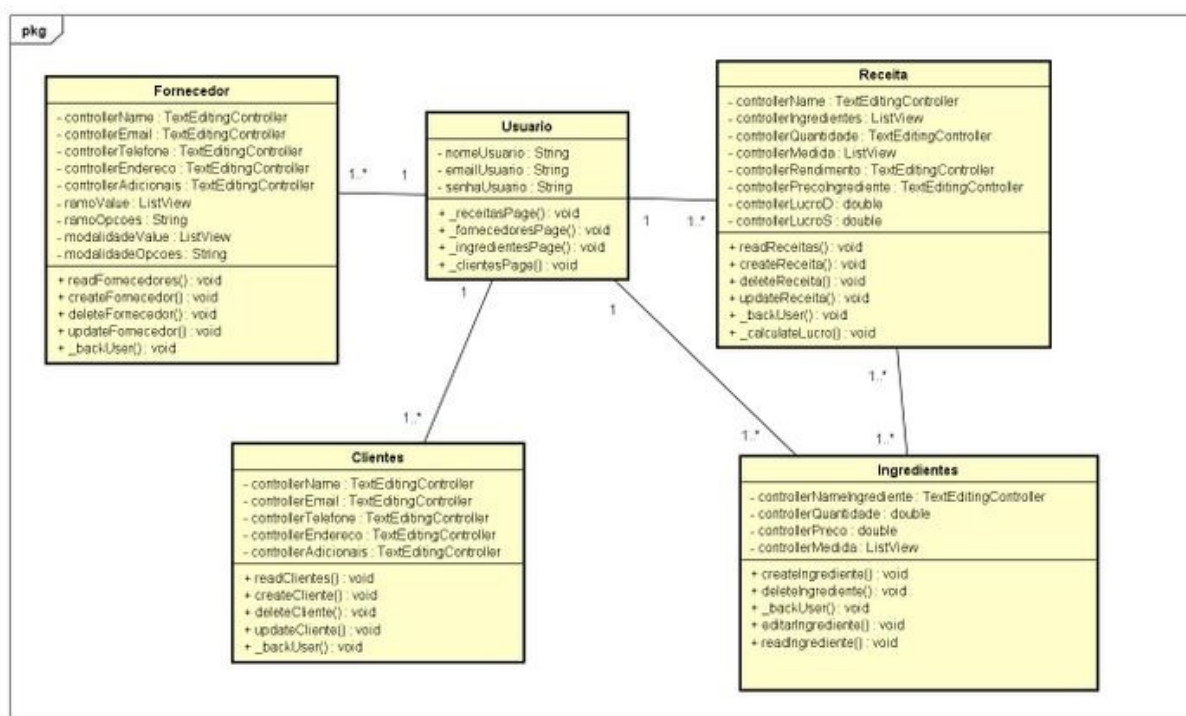 pkg
Fornecedor
- controllerName : TextEditingController
- controllerEmail : TextEditingController
- controllerTelefone : TextEditingController
- controllerEndereco : TextEditingController
- controllerAdicionais : TextEditingController
- ramoValue : ListView
- ramoOpcoes : String
- modalidadeValue : ListView
- modalidadeOpcoes : String
+ readFornecedores() : void
+ createFornecedor() : void
+ deleteFornecedor() : void
+ updateFornecedor() : void
+ _backUser() : void
1..*
1
Usuario
- nomeUsuario : String
- emailUsuario : String
- senhaUsuario : String
+ _receitasPage() : void
+ _fornecedoresPage() : void
+ _ingredientesPage() : void
+ _clientesPage() : void
1
1..*
Receita
- controllerName : TextEditingController
- controllerIngredientes : ListView
- controllerQuantidade : TextEditingController
- controllerMedida : ListView
- controllerRendimento : TextEditingController
- controllerPrecoIngrediente : TextEditingController
- controllerLucroD : double
- controllerLucroS : double
+ readReceitas() : void
+ createReceita() : void
+ deleteReceita() : void
+ updateReceita() : void
+ _backUser() : void
+ _calculateLucro() : void
1
1
1..*
1..*
1..*
1..*
Clientes
- controllerName : TextEditingController
- controllerEmail : TextEditingController
- controllerTelefone : TextEditingController
- controllerEndereco : TextEditingController
- controllerAdicionais : TextEditingController
+ readClientes() : void
+ createCliente() : void
+ deleteCliente() : void
+ updateCliente() : void
+ _backUser() : void
Ingredientes
- controllerNameIngrediente : TextEditingController
- controllerQuantidade : double
- controllerPreco : double
- controllerMedida : ListView
+ createIngrediente() : void
+ deleteIngrediente() : void
+ _backUser() : void
+ editarIngrediente() : void
+ readIngrediente() : void